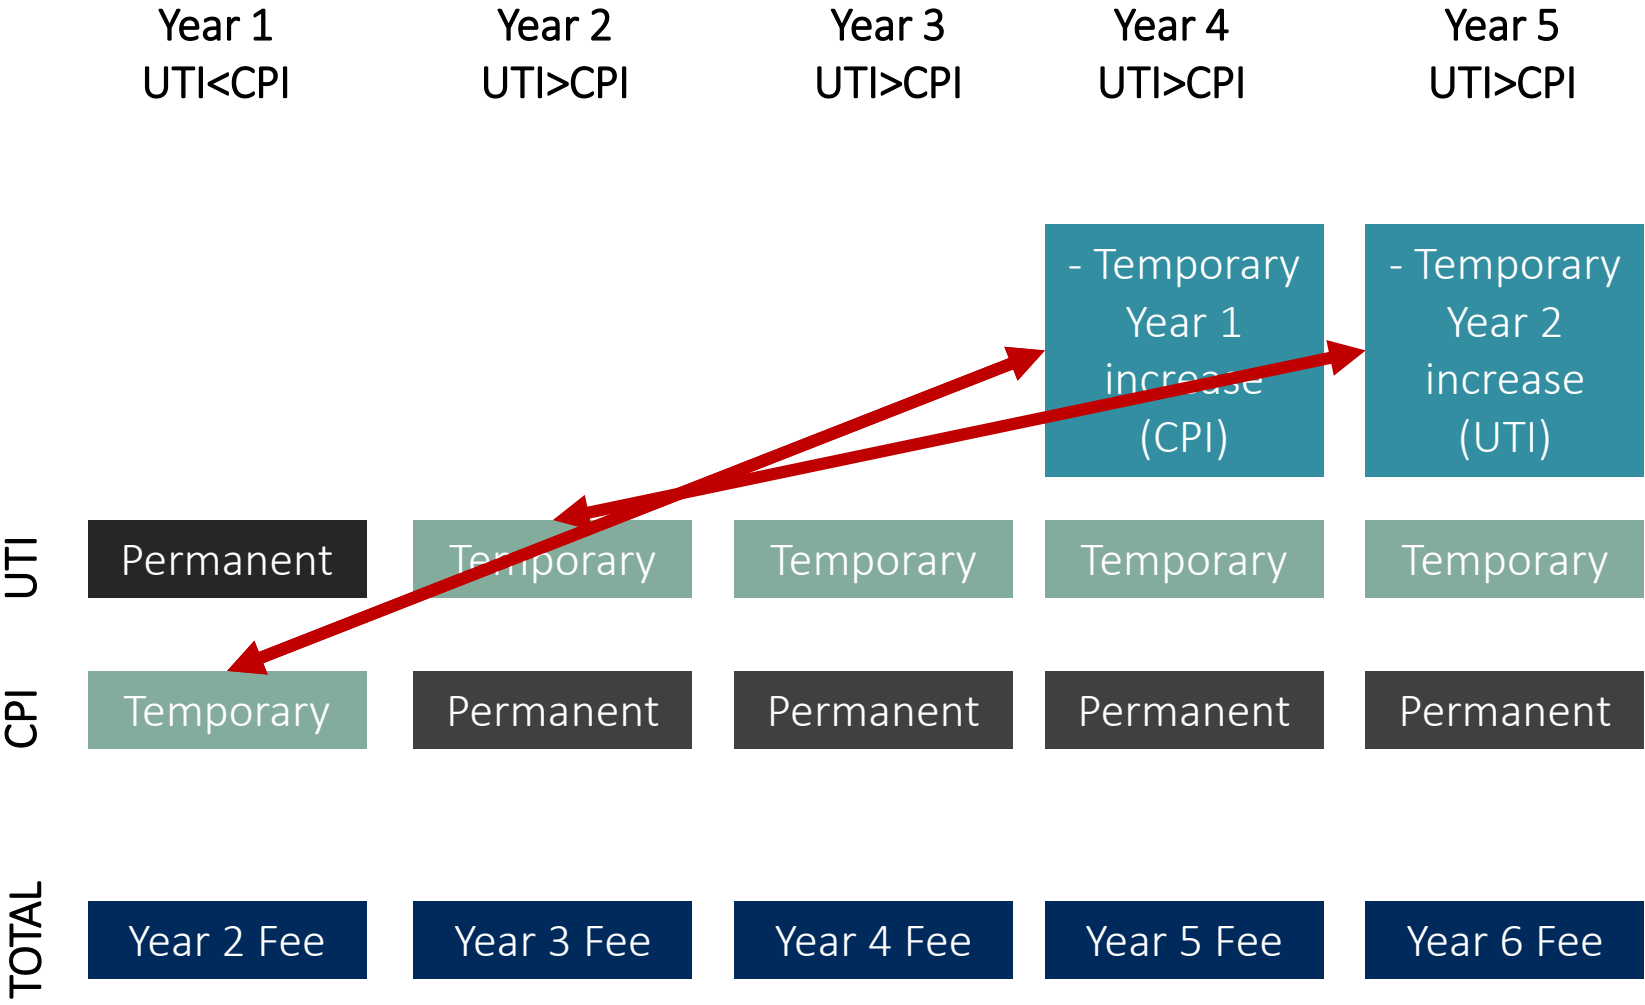 Year 1
UTI<CPI
Year 2
UTI>CPI
Year 3
UTI>CPI
Year 4
UTI>CPI
Year 5
UTI>CPI
- Temporary
Year 1
increase
(CPI)
- Temporary
Year 2
increase
(UTI)
UTI
Permanent
Temporary
Temporary
Temporary
Temporary
CPI
Temporary
Permanent
Permanent
Permanent
Permanent
TOTAL
Year 2 Fee
Year 3 Fee
Year 4 Fee
Year 5 Fee
Year 6 Fee